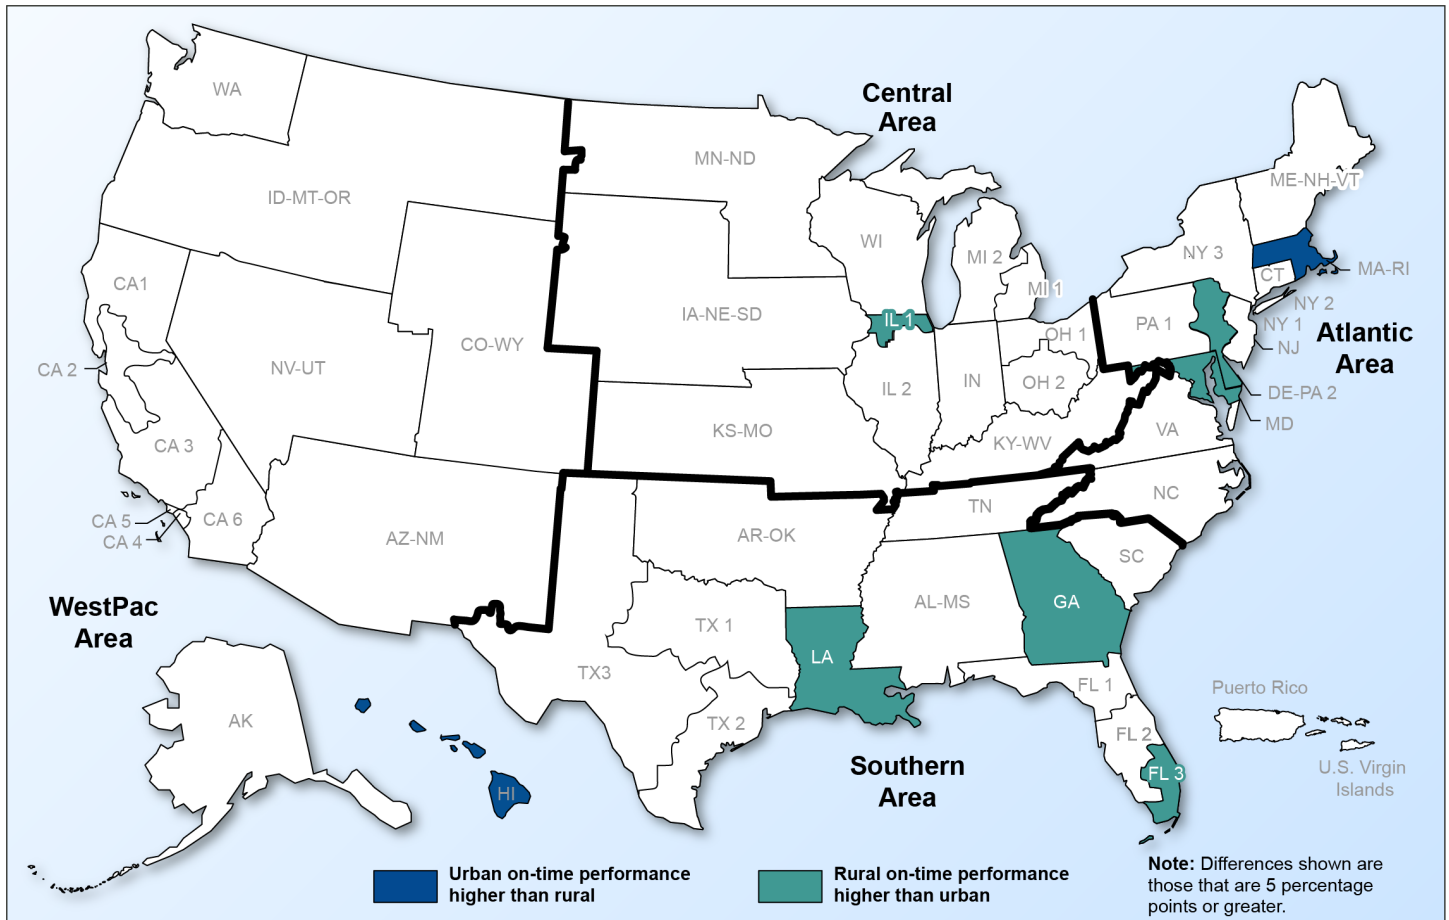 WA
Central
Area
MN-ND
ME-NH-VT
ID-MT-OR
WI
NY 3
MI 2
CT
MA-RI
CA1
MI 1
NY 2
IA-NE-SD
IL 1
PA 1
NY 1
OH 1
Atlantic
Area
NJ
CO-WY
CA 2
NV-UT
IN
OH 2
IL 2
DE-PA 2
MD
KS-MO
VA
CA 3
KY-WV
NC
TN
CA 5
CA 6
CA 4
AZ-NM
AR-OK
SC
WestPac
Area
AL-MS
GA
TX 1
LA
TX3
FL 1
Puerto Rico
AK
TX 2
FL 2
Southern
Area
FL 3
U.S. Virgin
Islands
HI
Urban on-time performance
higher than rural
Rural on-time performance
higher than urban
Note: Differences shown are
those that are 5 percentage
points or greater.